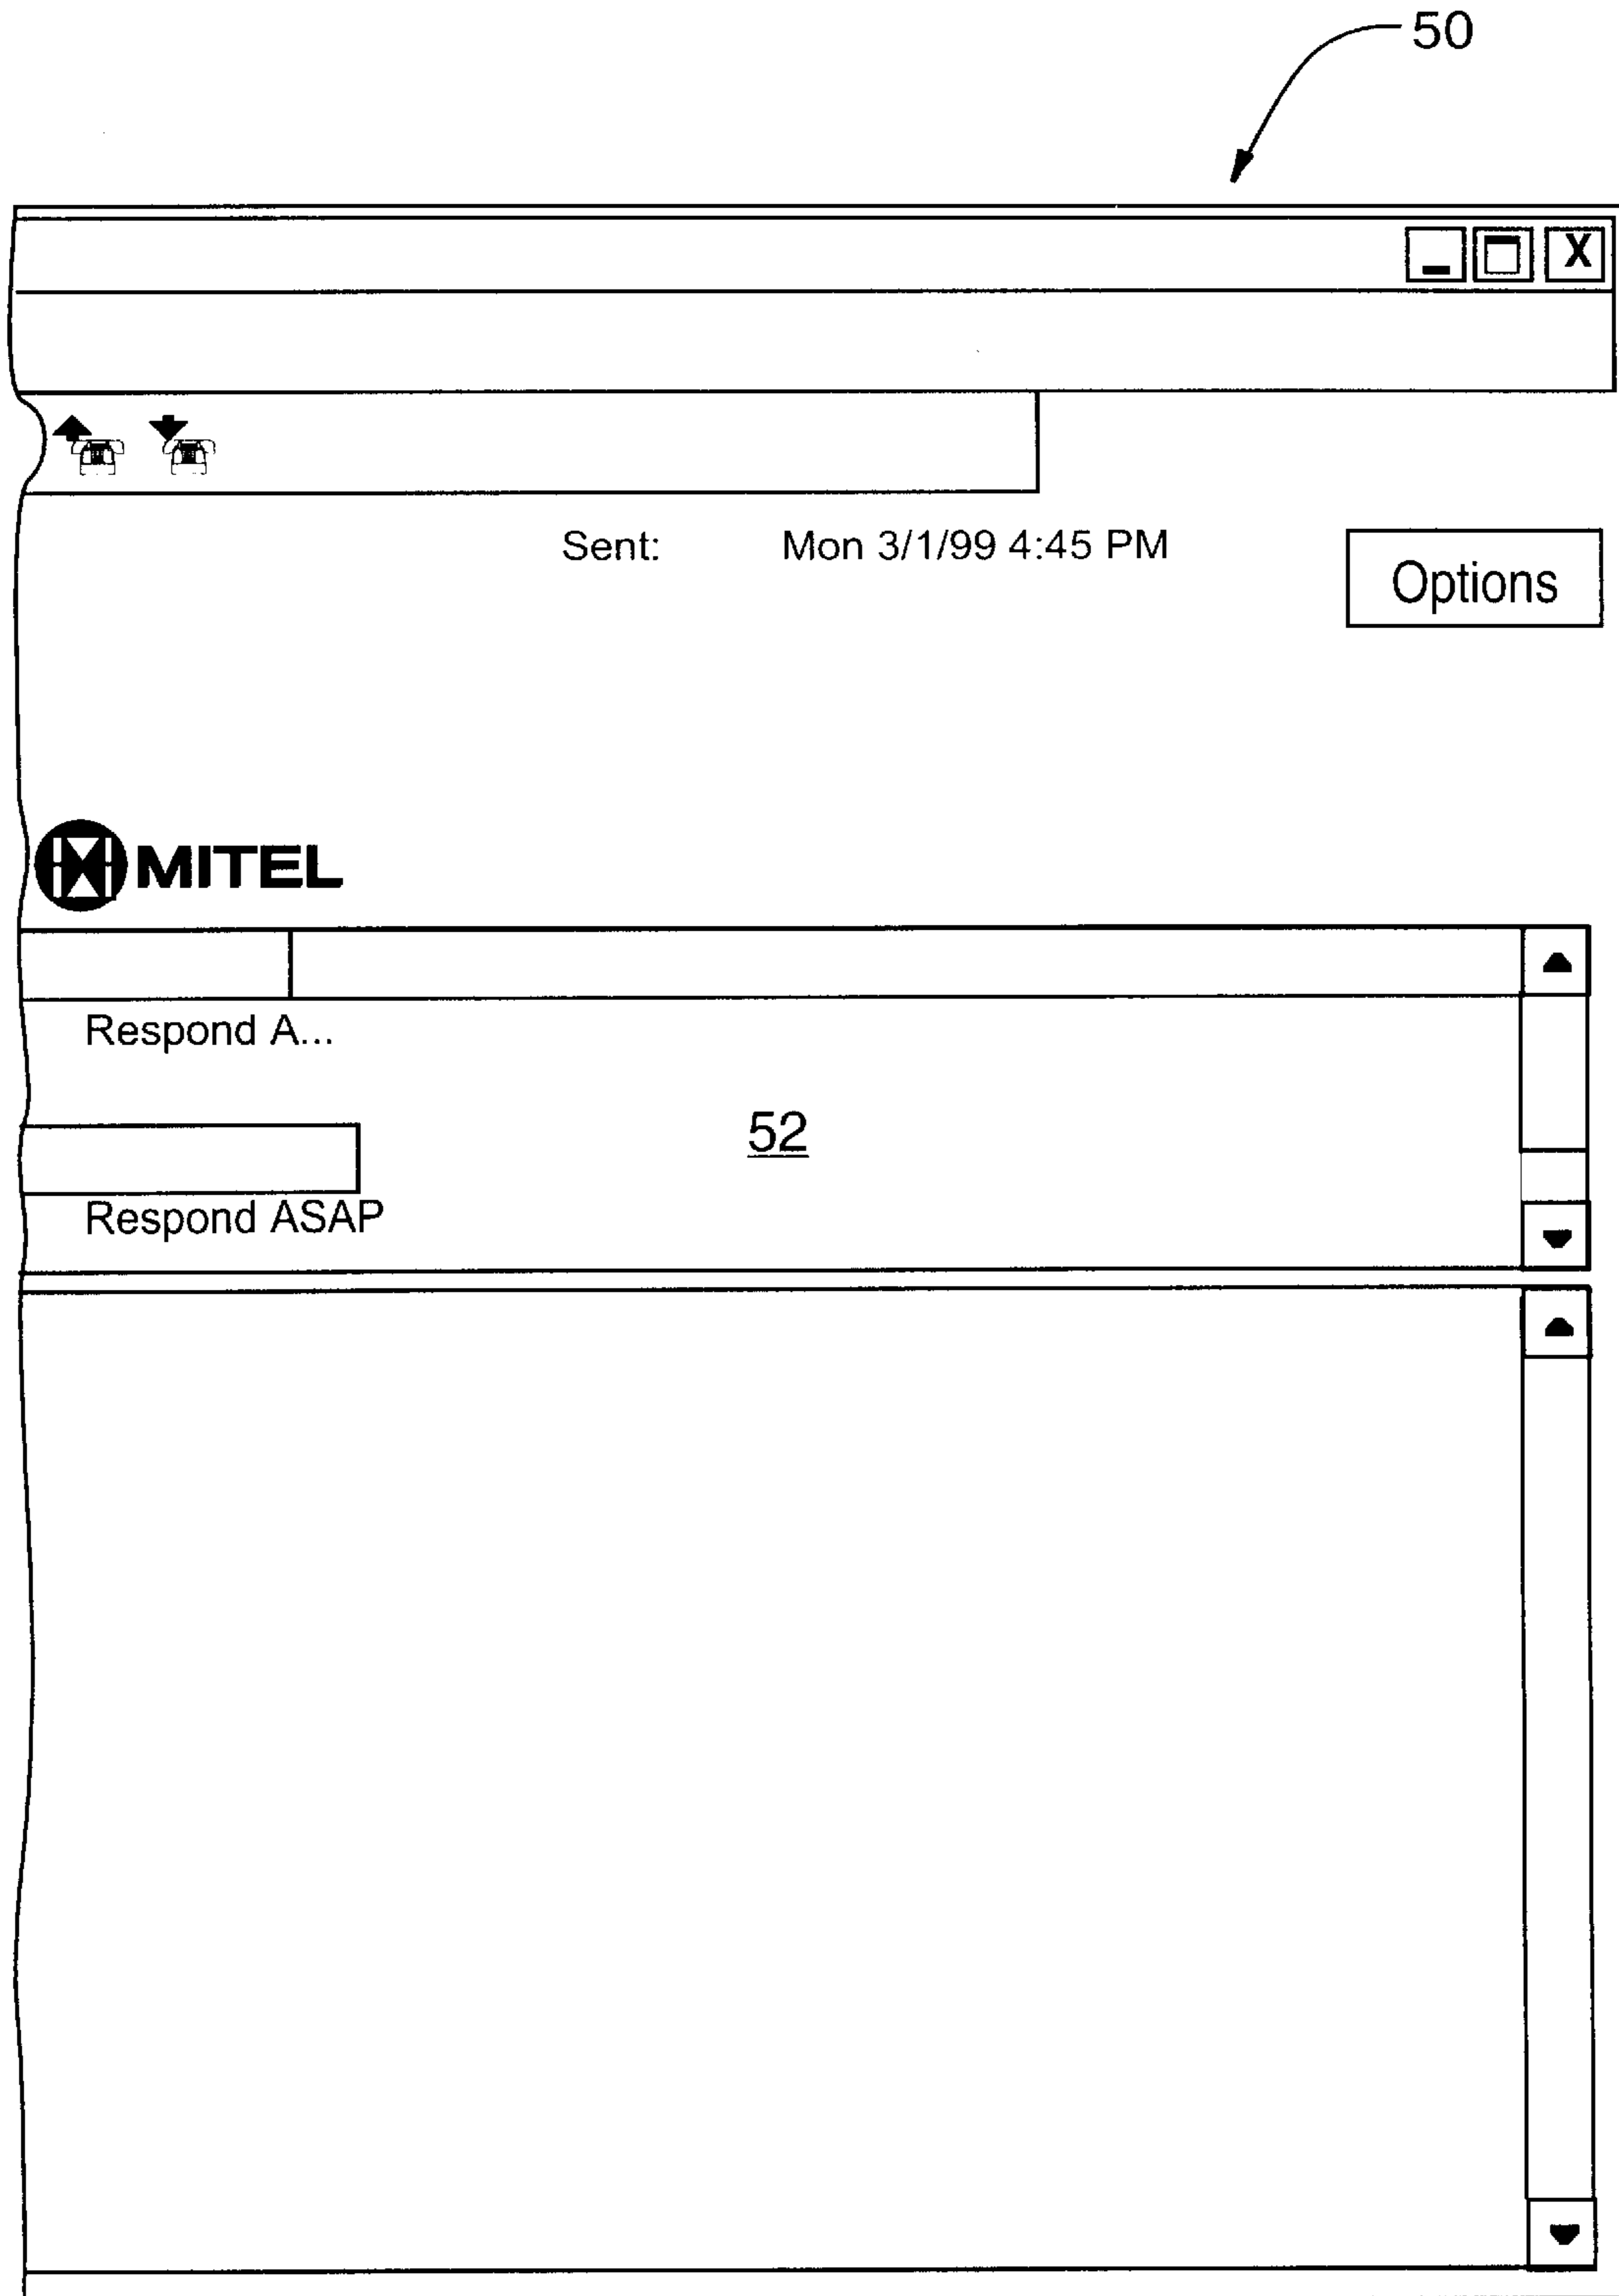 50
X
Sent: Mon 3/1/99 4:45 PM
Options
MITEL
Respond A...
52
Respond ASAP